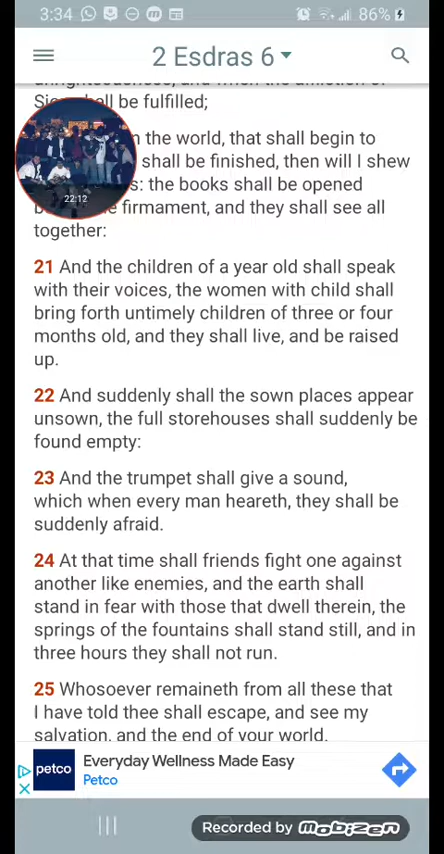 3:34 86%
2 Esdras 6
unrighteousness, and when the affliction of
Sion shall be fulfilled;
n the world, that shall begin to
shall be finished, then will I shew
s: the books shall be opened
firmament, and they shall see all
together:
22:12
21 And the children of a year old shall speak
with their voices, the women with child shall
bring forth untimely children of three or four
months old, and they shall live, and be raised
up.
22 And suddenly shall the sown places appear
unsown, the full storehouses shall suddenly be
found empty:
23 And the trumpet shall give a sound,
which when every man heareth, they shall be
suddenly afraid.
24 At that time shall friends fight one against
another like enemies, and the earth shall
stand in fear with those that dwell therein, the
springs of the fountains shall stand still, and in
three hours they shall not run.
25 Whosoever remaineth from all these that
I have told thee shall escape, and see my
salvation, and the end of your world.
petco
Everyday Wellness Made Easy
Petco
Recorded by Mobizen